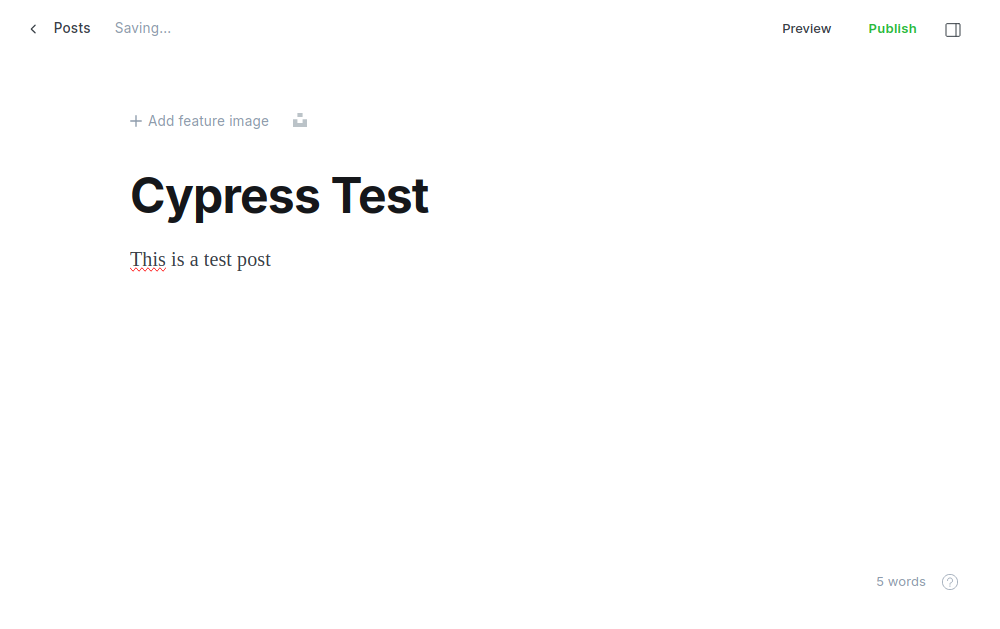 Posts
Saving...
Preview
Publish
Add feature image
Cypress Test
This is a test post
5 words
?